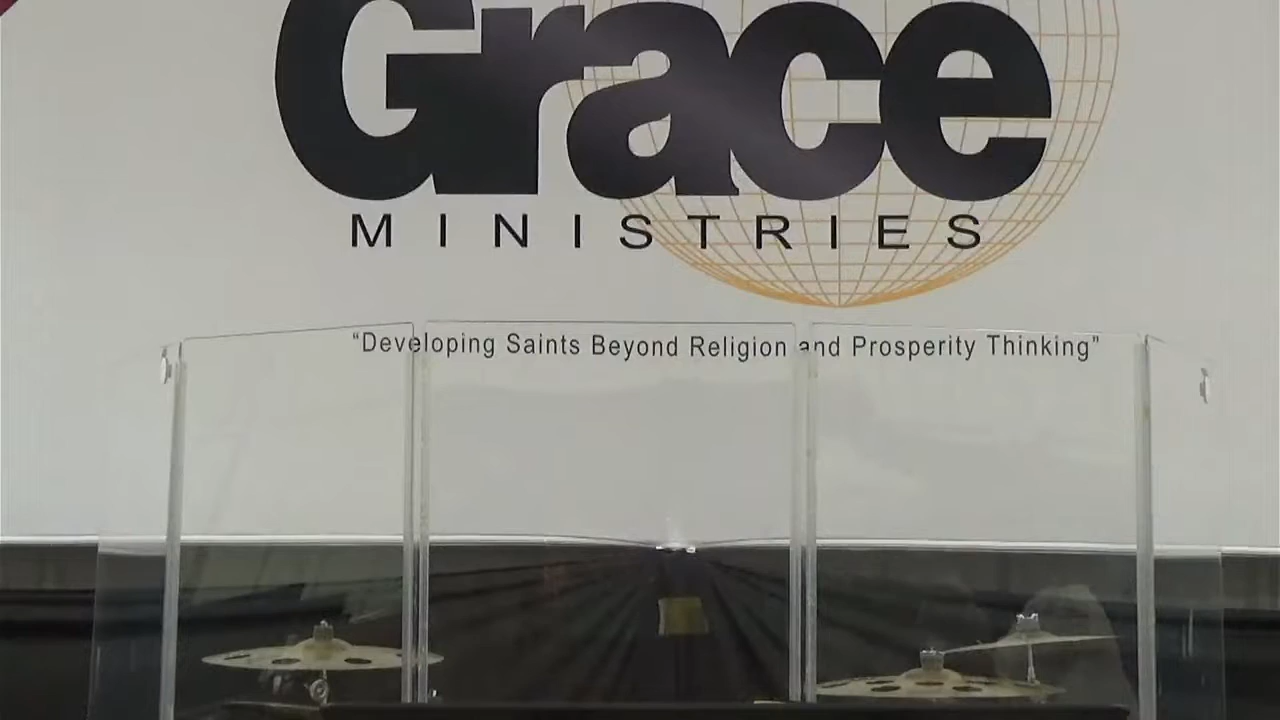 Grace
MINISTRIES
“Developing Saints Beyond Religion and Prosperity Thinking”